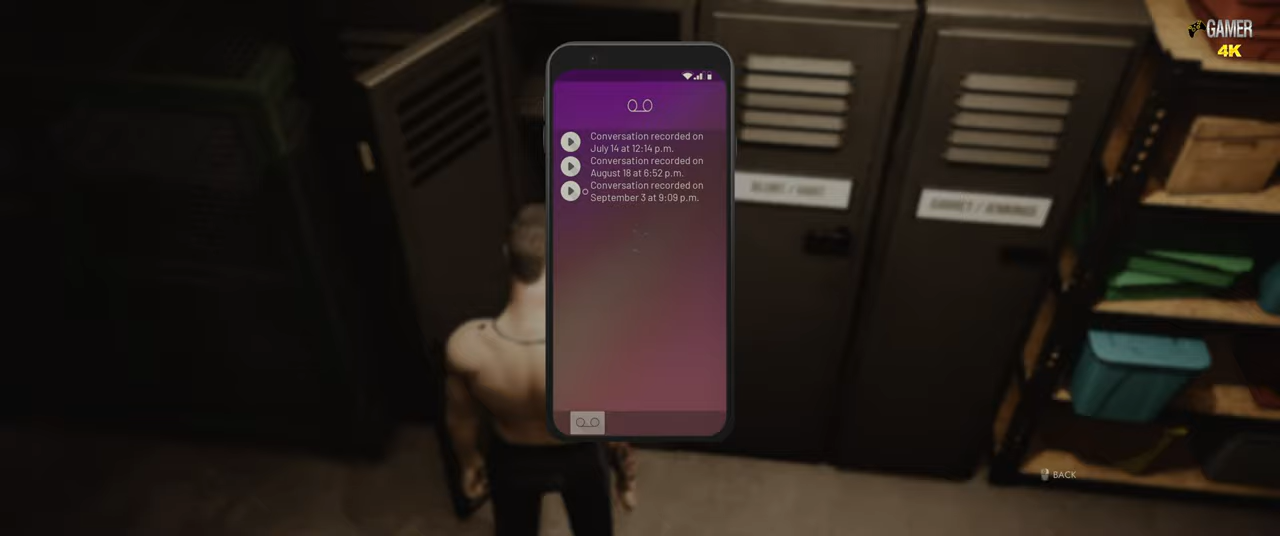 GAMER
4K
Conversation recorded on
July 14 at 12:14 p.m.
Conversation recorded on
August 18 at 6:52 p.m.
Conversation recorded on
September 3 at 9:09 p.m.
BACK